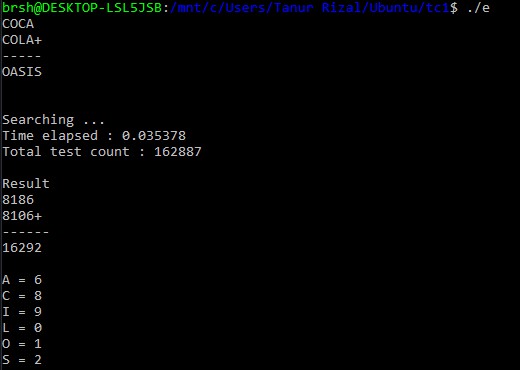 brsh@DESKTOP-LSL5JSB:/mnt/c/Users/Tanur Rizal/Ubuntu/tc1$ ./e
COCA
COLA+
-----
OASIS
Searching ...
Time elapsed : 0.035378
Total test count : 162887
Result
8186
8106+
------
16292
A = 6
C = 8
I = 9
L = 0
O = 1
S = 2